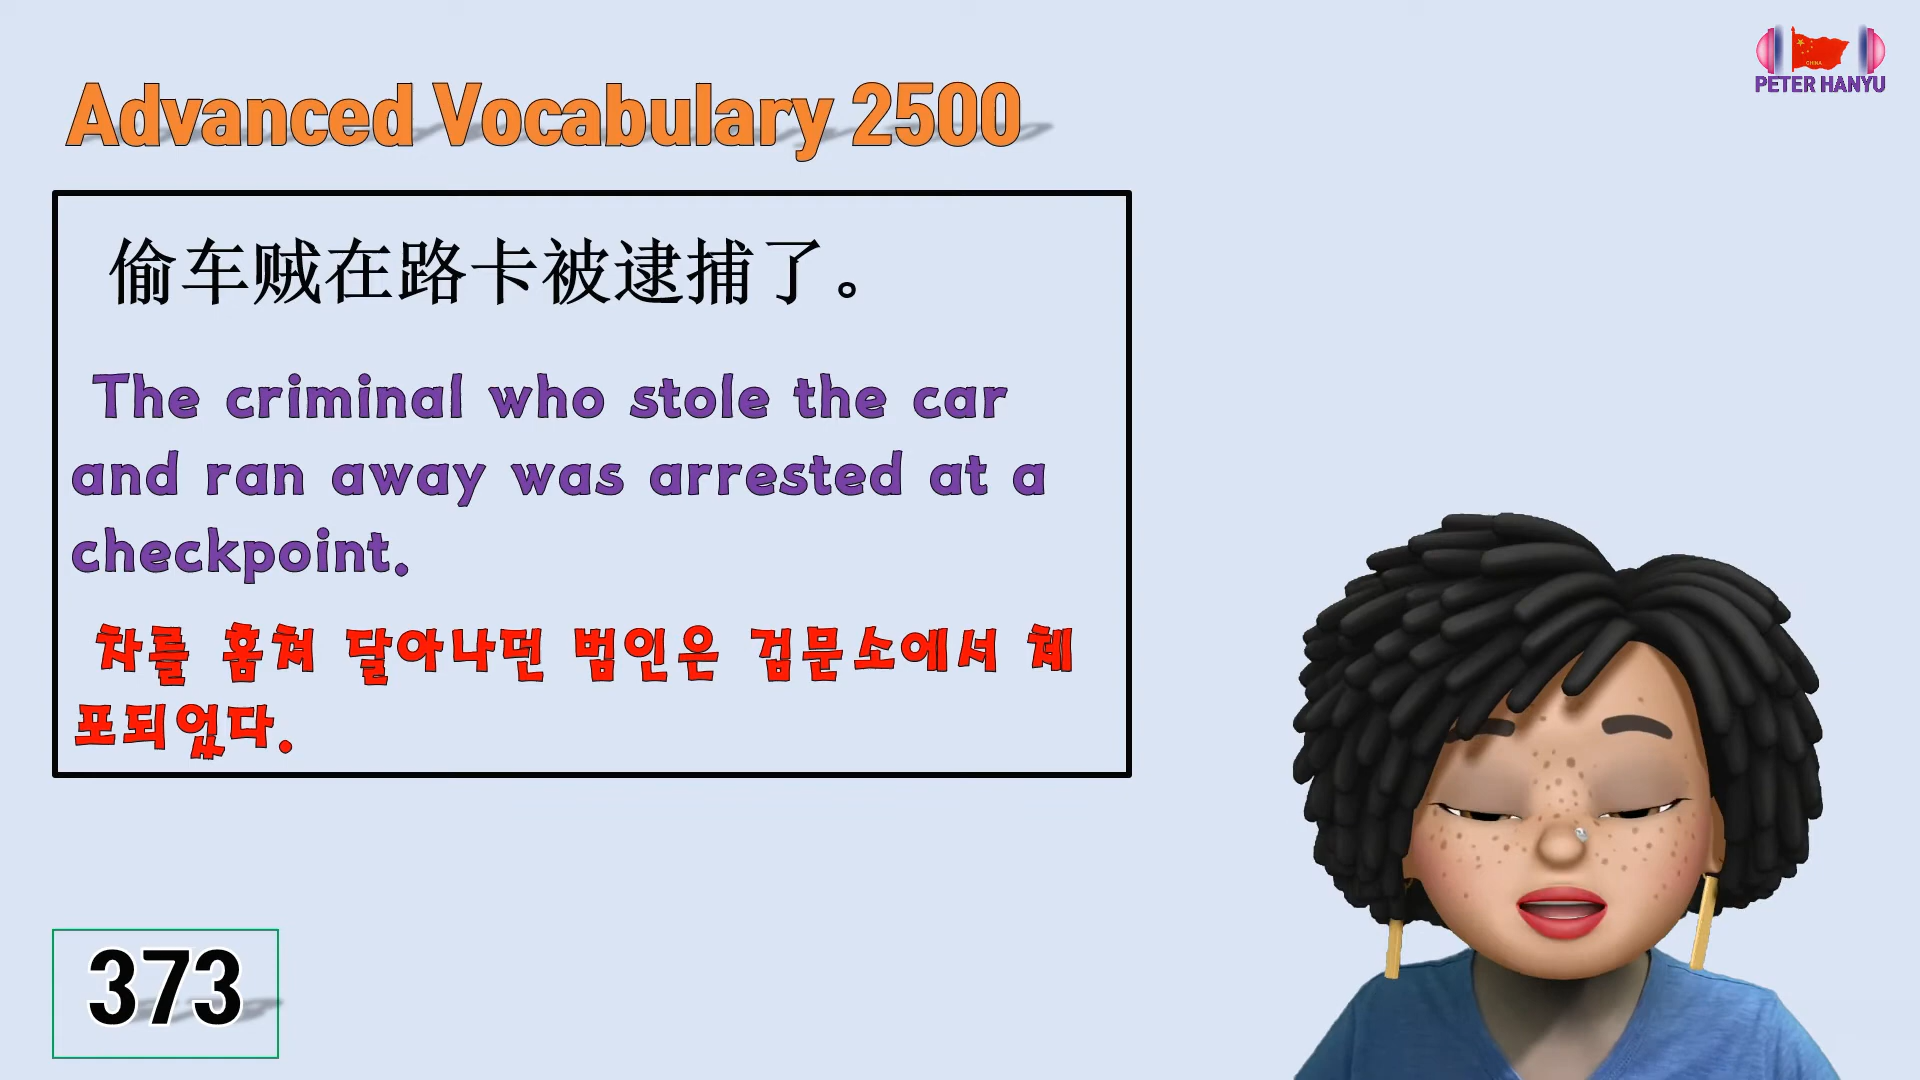 PETER HANYU
Advanced Vocabulary 2500
偷车贼在路卡被逮捕了。
The criminal who stole the car
and ran away was arrested at a
checkpoint.
차를 훔쳐 달아나던 범인은 검문소에서 체
포되었다.
373